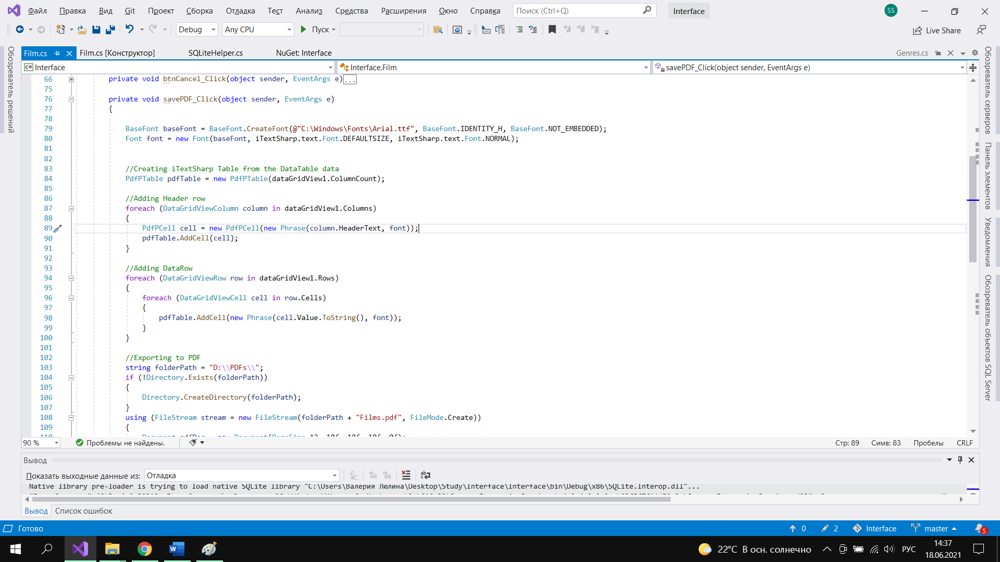 Файл Правка Вид Git Проект Сборка Отладка Тест Анализ Средства Расширения Окно Справка Поиск (Ctrl+Q) Interface SS
Debug Any CPU Пуск Live Share
Film.cs Film.cs [Конструктор] SQLiteHelper.cs NuGet: Interface Genres.cs
Interface Interface.Film savePDF_Click(object sender, EventArgs e)
Обозреватель решений
Обозреватель серверов
Панель элементов
Уведомления
Обозреватель объектов SQL Server
66 private void btnCancel_Click(object sender, EventArgs e)...
75
76 private void savePDF_Click(object sender, EventArgs e)
77 {
78
79 BaseFont baseFont = BaseFont.CreateFont(@"C:\Windows\Fonts\Arial.ttf", BaseFont.IDENTITY_H, BaseFont.NOT_EMBEDDED);
80 Font font = new Font(baseFont, iTextSharp.text.Font.DEFAULTSIZE, iTextSharp.text.Font.NORMAL);
81
82
83 //Creating iTextSharp Table from the DataTable data
84 PdfPTable pdfTable = new PdfPTable(dataGridView1.ColumnCount);
85
86 //Adding Header row
87 foreach (DataGridViewColumn column in dataGridView1.Columns)
88 {
89 PdfPCell cell = new PdfPCell(new Phrase(column.HeaderText, font));
90 pdfTable.AddCell(cell);
91 }
92
93 //Adding DataRow
94 foreach (DataGridViewRow row in dataGridView1.Rows)
95 {
96 foreach (DataGridViewCell cell in row.Cells)
97 {
98 pdfTable.AddCell(new Phrase(cell.Value.ToString(), font));
99 }
100 }
101
102 //Exporting to PDF
103 string folderPath = "D:\\PDFs\\";
104 if (!Directory.Exists(folderPath))
105 {
106 Directory.CreateDirectory(folderPath);
107 }
108 using (FileStream stream = new FileStream(folderPath + "Films.pdf", FileMode.Create))
109 {
110 Document pdfDoc = new Document(PageSize.A2, 10f, 10f, 10f, 0f);
90 % Проблемы не найдены. Стр: 89 Симв: 83 Пробелы CRLF
Вывод
Показать выходные данные из: Отладка
Native library pre-loader is trying to load native SQLite library "C:\Users\Валерия Люлина\Desktop\Study\Interface\Interface\bin\Debug\x86\SQLite.Interop.dll"...
Вывод Список ошибок
Готово 0 2 Interface master 5
22°C В осн. солнечно РУС 14:37
18.06.2021